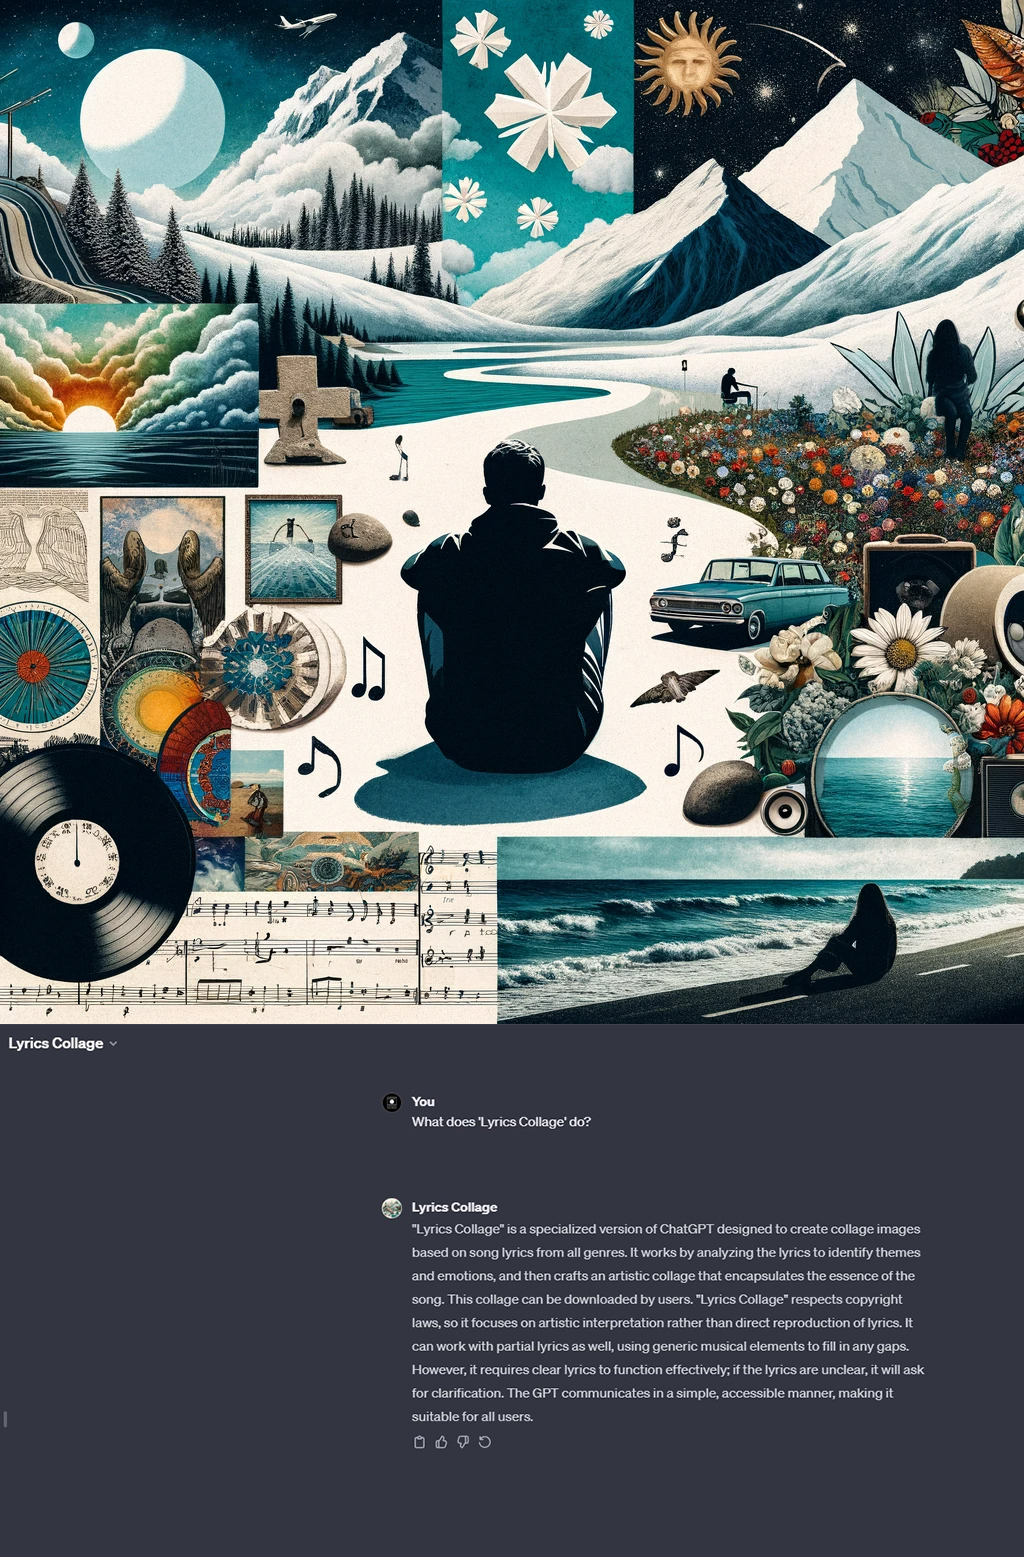 Lyrics Collage
You
What does 'Lyrics Collage' do?
Lyrics Collage
"Lyrics Collage" is a specialized version of ChatGPT designed to create collage images
based on song lyrics from all genres. It works by analyzing the lyrics to identify themes
and emotions, and then crafts an artistic collage that encapsulates the essence of the
song. This collage can be downloaded by users. "Lyrics Collage" respects copyright
laws, so it focuses on artistic interpretation rather than direct reproduction of lyrics. It
can work with partial lyrics as well, using generic musical elements to fill in any gaps.
However, it requires clear lyrics to function effectively; if the lyrics are unclear, it will ask
for clarification. The GPT communicates in a simple, accessible manner, making it
suitable for all users.